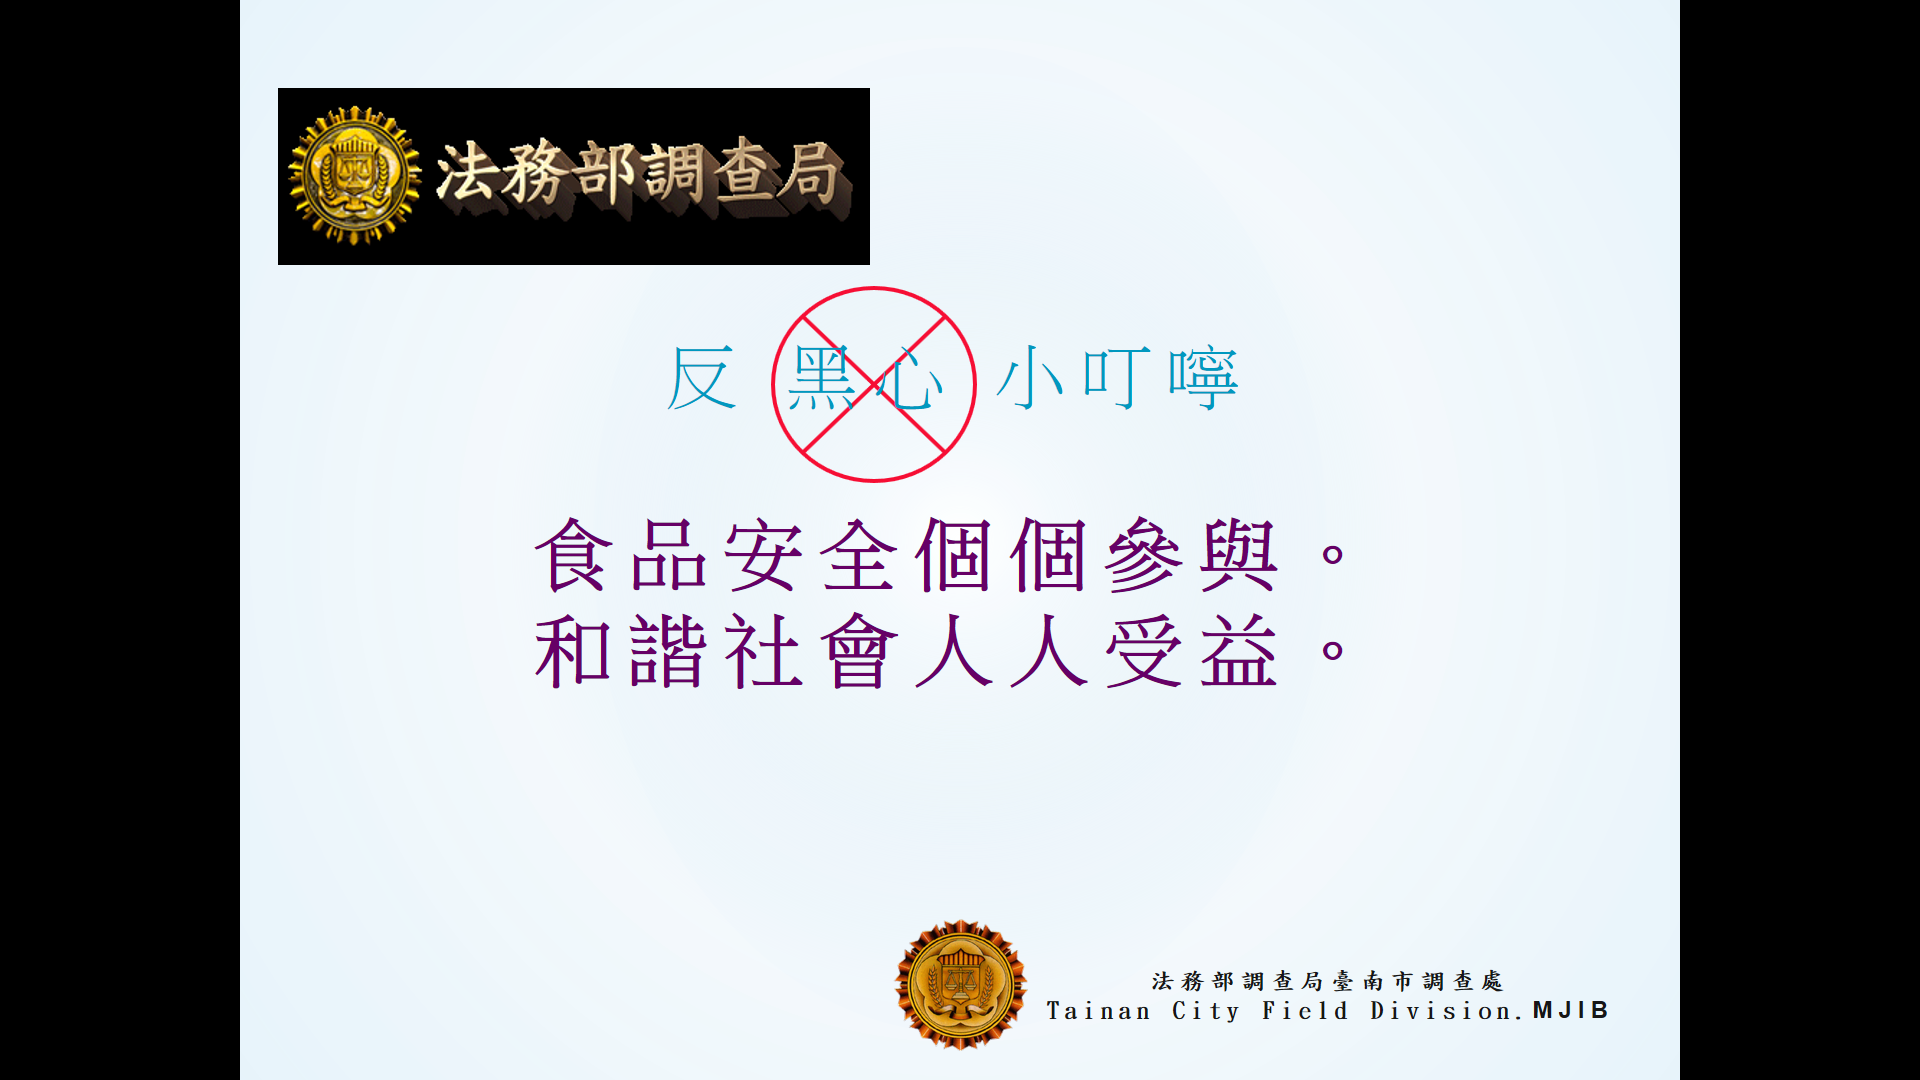 法務部調查局
反 黑心 小叮嚀
食品安全個個參與。
和諧社會人人受益。
法務部調查局臺南市調查處
Tainan City Field Division. MJIB